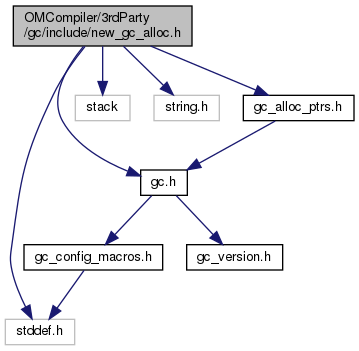 OMCompiler/3rdParty
/gc/include/new_gc_alloc.h
stack
string.h
gc_alloc_ptrs.h
gc.h
gc_config_macros.h
gc_version.h
stddef.h